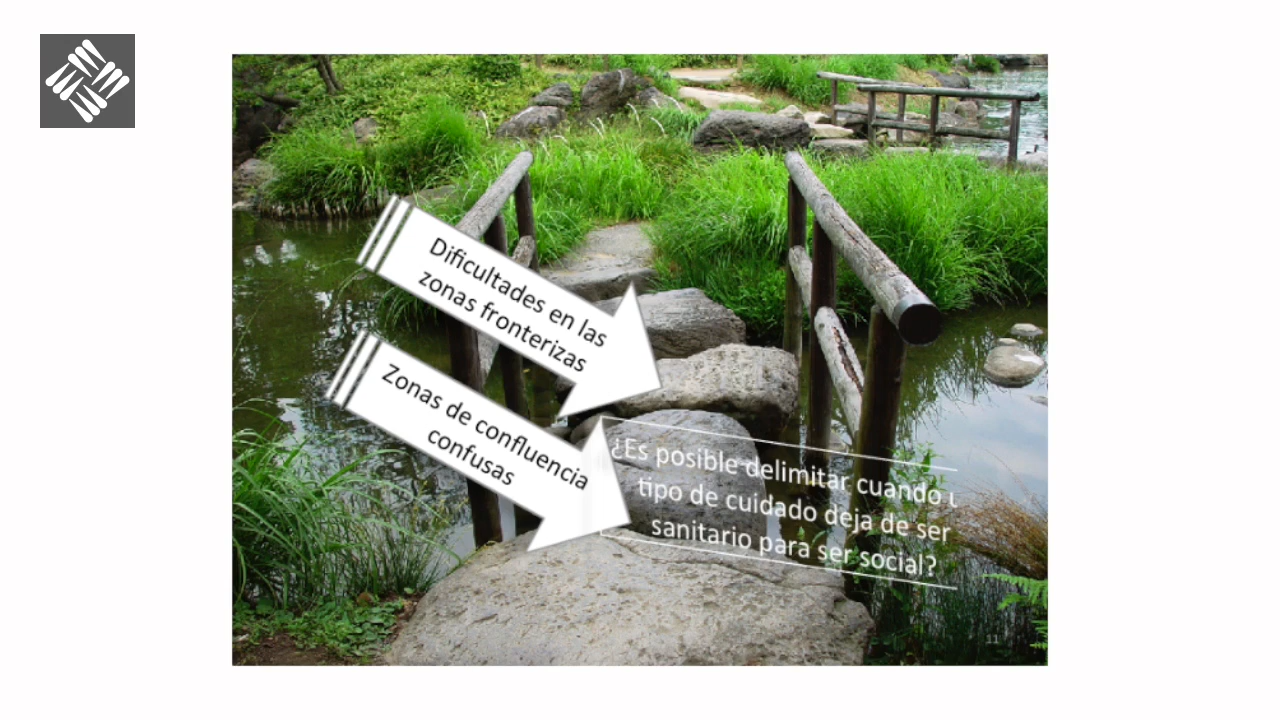 Dificultades en las
zonas fronterizas
Zonas de confluencia
confusas
¿Es posible delimitar cuando
tipo de cuidado deja de ser
sanitario para ser social?
11